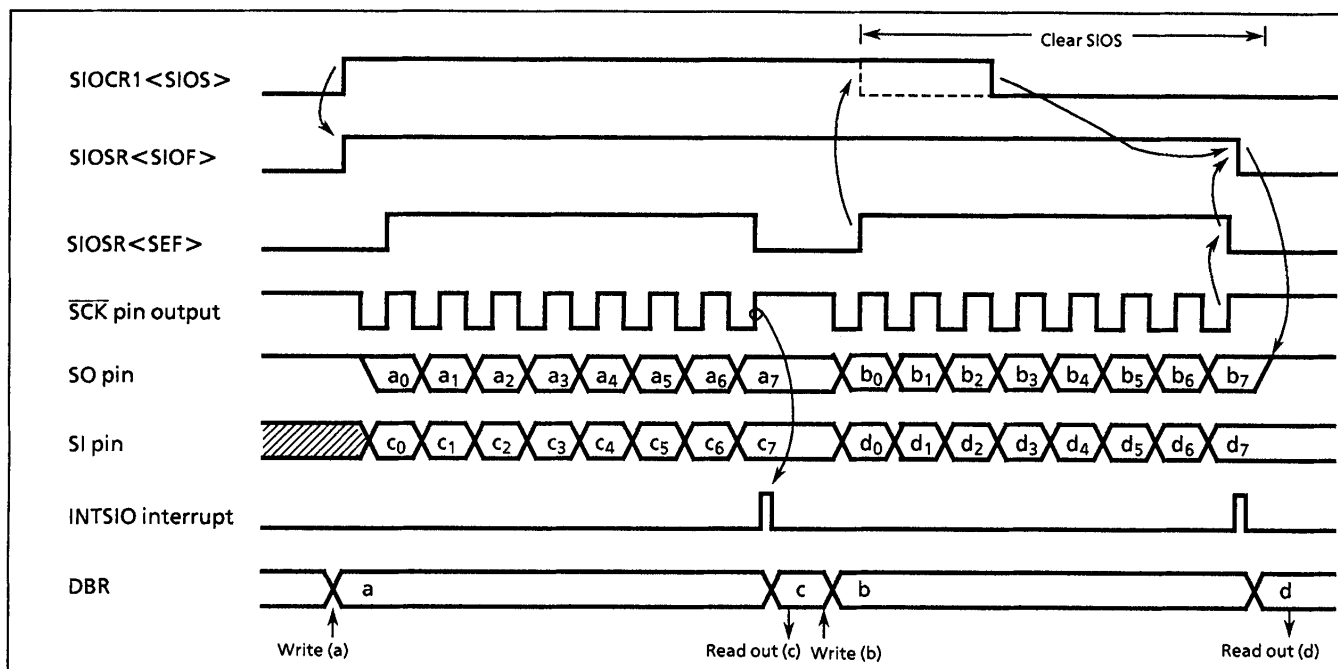 Clear SIOS
SIOCR1<SIOS>
SIOSR<SIOF>
SIOSR<SEF>
SCK pin output
SO pin a0 a1 a2 a3 a4 a5 a6 a7 b0 b1 b2 b3 b4 b5 b6 b7
SI pin c0 c1 c2 c3 c4 c5 c6 c7 d0 d1 d2 d3 d4 d5 d6 d7
INTSIO interrupt
DBR a c b d
Write (a) Read out (c) Write (b) Read out (d)